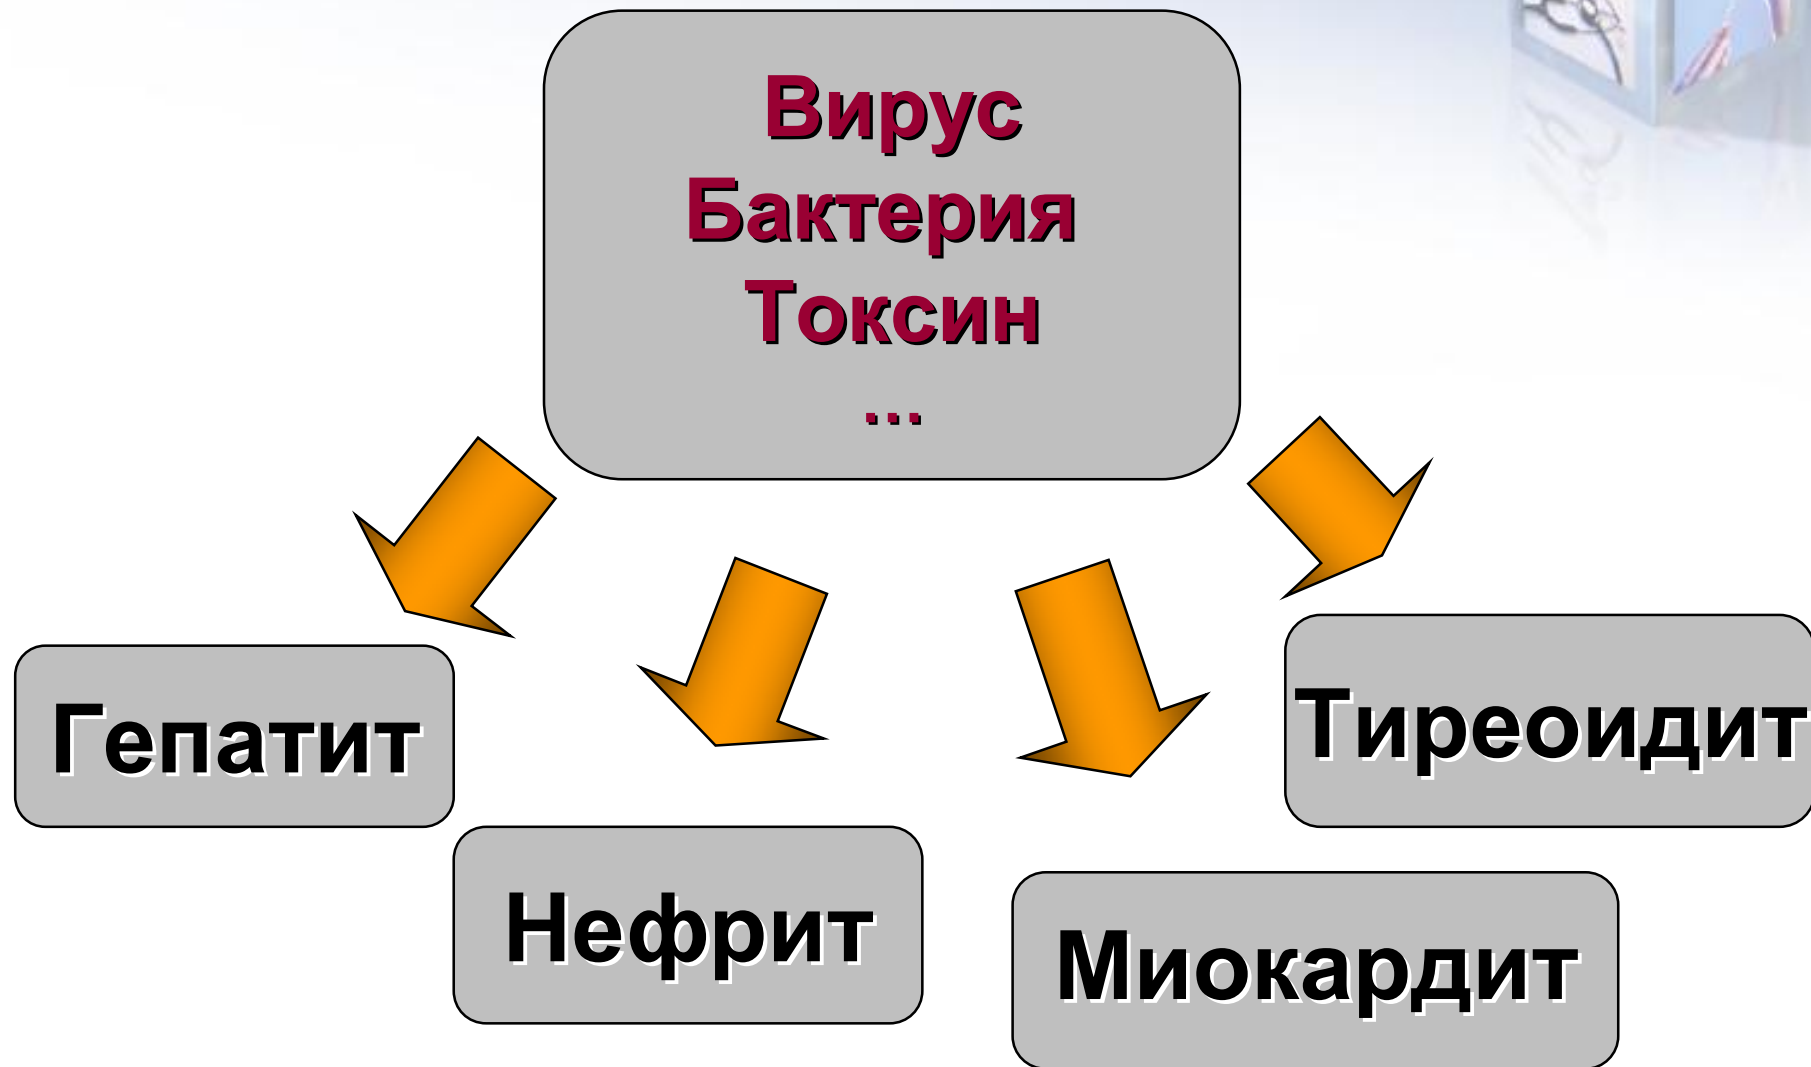 Вирус
Бактерия
Токсин
...
Гепатит
Тиреоидит
Нефрит
Миокардит